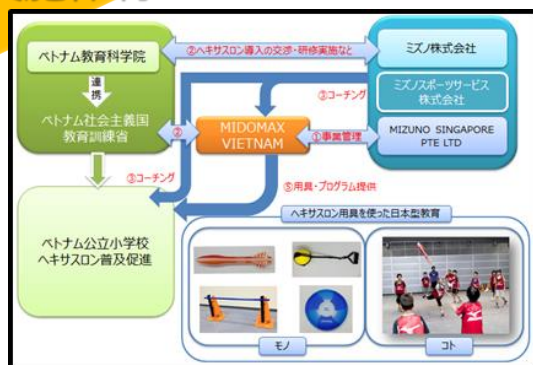 ベトナム教育科学院
連
携
ベトナム社会主義国
教育訓練省
②ヘキサスロン導入の交渉・研修実施など
ミズノ株式会社
ミズノスポーツサービス
株式会社
MIZUNO SINGAPORE
PTE LTD
③コーチング
②
MIDOMAX
VIETNAM
①事業管理
③コーチング
⑤用具・プログラム提供
ベトナム公立小学校
ヘキサスロン普及促進
ヘキサスロン用具を使った日本型教育
モノ
コト